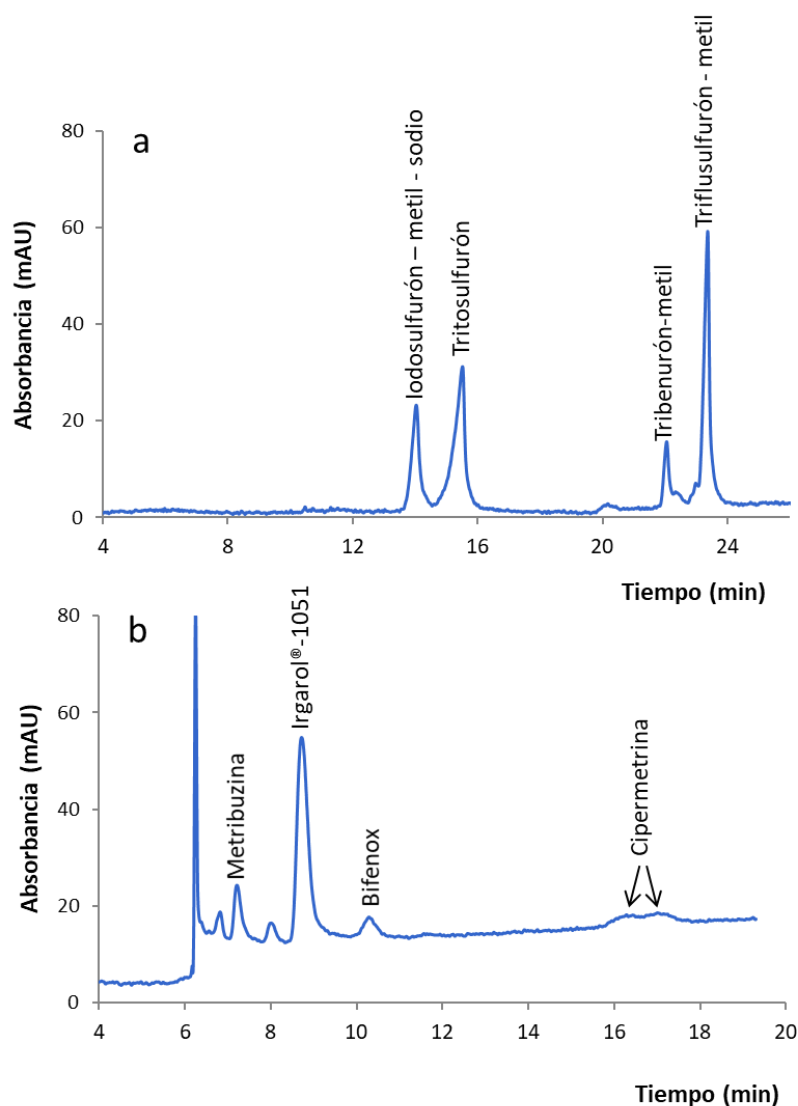 a
Absorbancia (mAU)
80
60
40
20
0
4
8
12
16
20
24
Tiempo (min)
Iodosulfurón – metil - sodio
Tritosulfurón
Tribenurón-metil
Triflusulfurón - metil
b
Absorbancia (mAU)
80
60
40
20
0
4
6
8
10
12
14
16
18
20
Tiempo (min)
Metribuzina
Irgarol®-1051
Bifenox
Cipermetrina